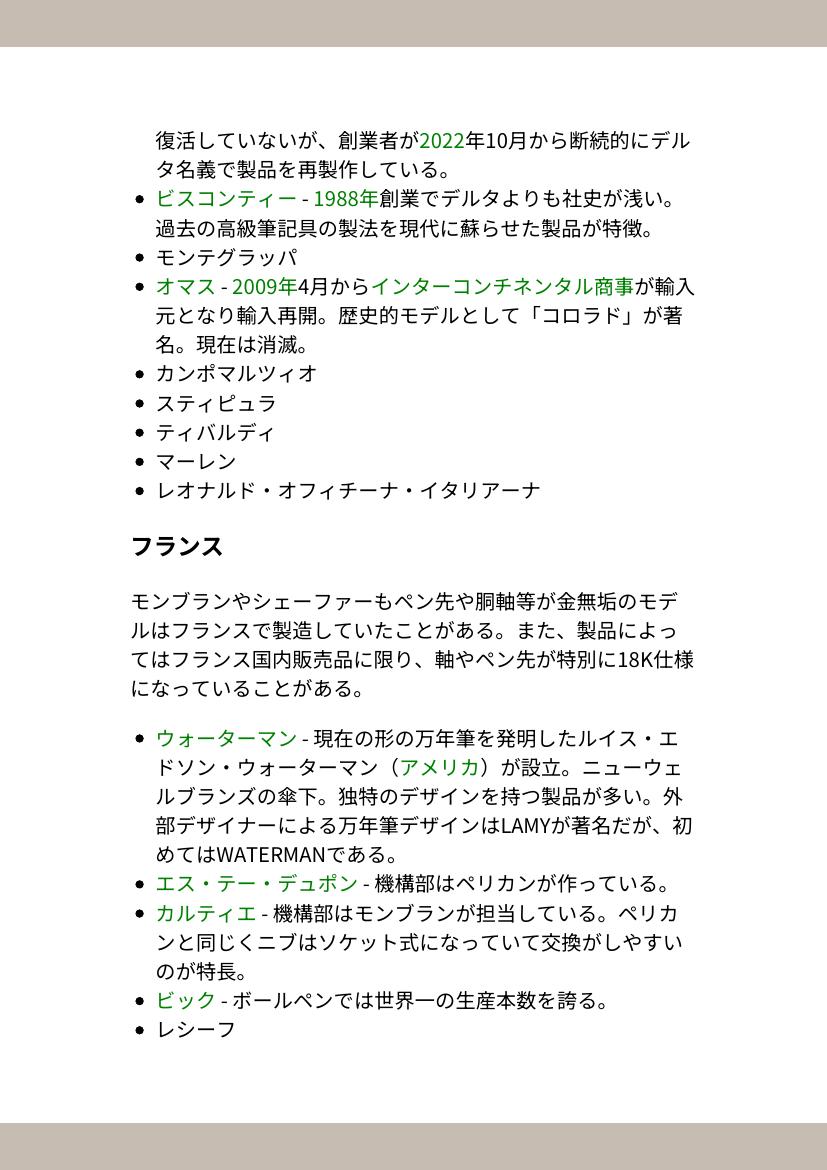 復活していないが、創業者が2022年10月から断続的にデル
タ名義で製品を再製作している。
• ビスコンティー - 1988年創業でデルタよりも社史が浅い。
過去の高級筆記具の製法を現代に蘇らせた製品が特徴。
• モンテグラッパ
• オマス - 2009年4月からインターコンチネンタル商事が輸入
元となり輸入再開。歴史的モデルとして「コロラド」が著
名。現在は消滅。
• カンポマルツィオ
• スティピュラ
• ティバルディ
• マーレン
• レオナルド・オフィチーナ・イタリアーナ
フランス
モンブランやシェーファーもペン先や胴軸等が金無垢のモデ
ルはフランスで製造していたことがある。また、製品によっ
てはフランス国内販売品に限り、軸やペン先が特別に18K仕様
になっていることがある。
• ウォーターマン - 現在の形の万年筆を発明したルイス・エ
ドソン・ウォーターマン（アメリカ）が設立。ニューウェ
ルブランズの傘下。独特のデザインを持つ製品が多い。外
部デザイナーによる万年筆デザインはLAMYが著名だが、初
めてはWATERMANである。
• エス・テー・デュポン - 機構部はペリカンが作っている。
• カルティエ - 機構部はモンブランが担当している。ペリカ
ンと同じくニブはソケット式になっていて交換がしやすい
のが特長。
• ビック - ボールペンでは世界一の生産本数を誇る。
• レシーフ